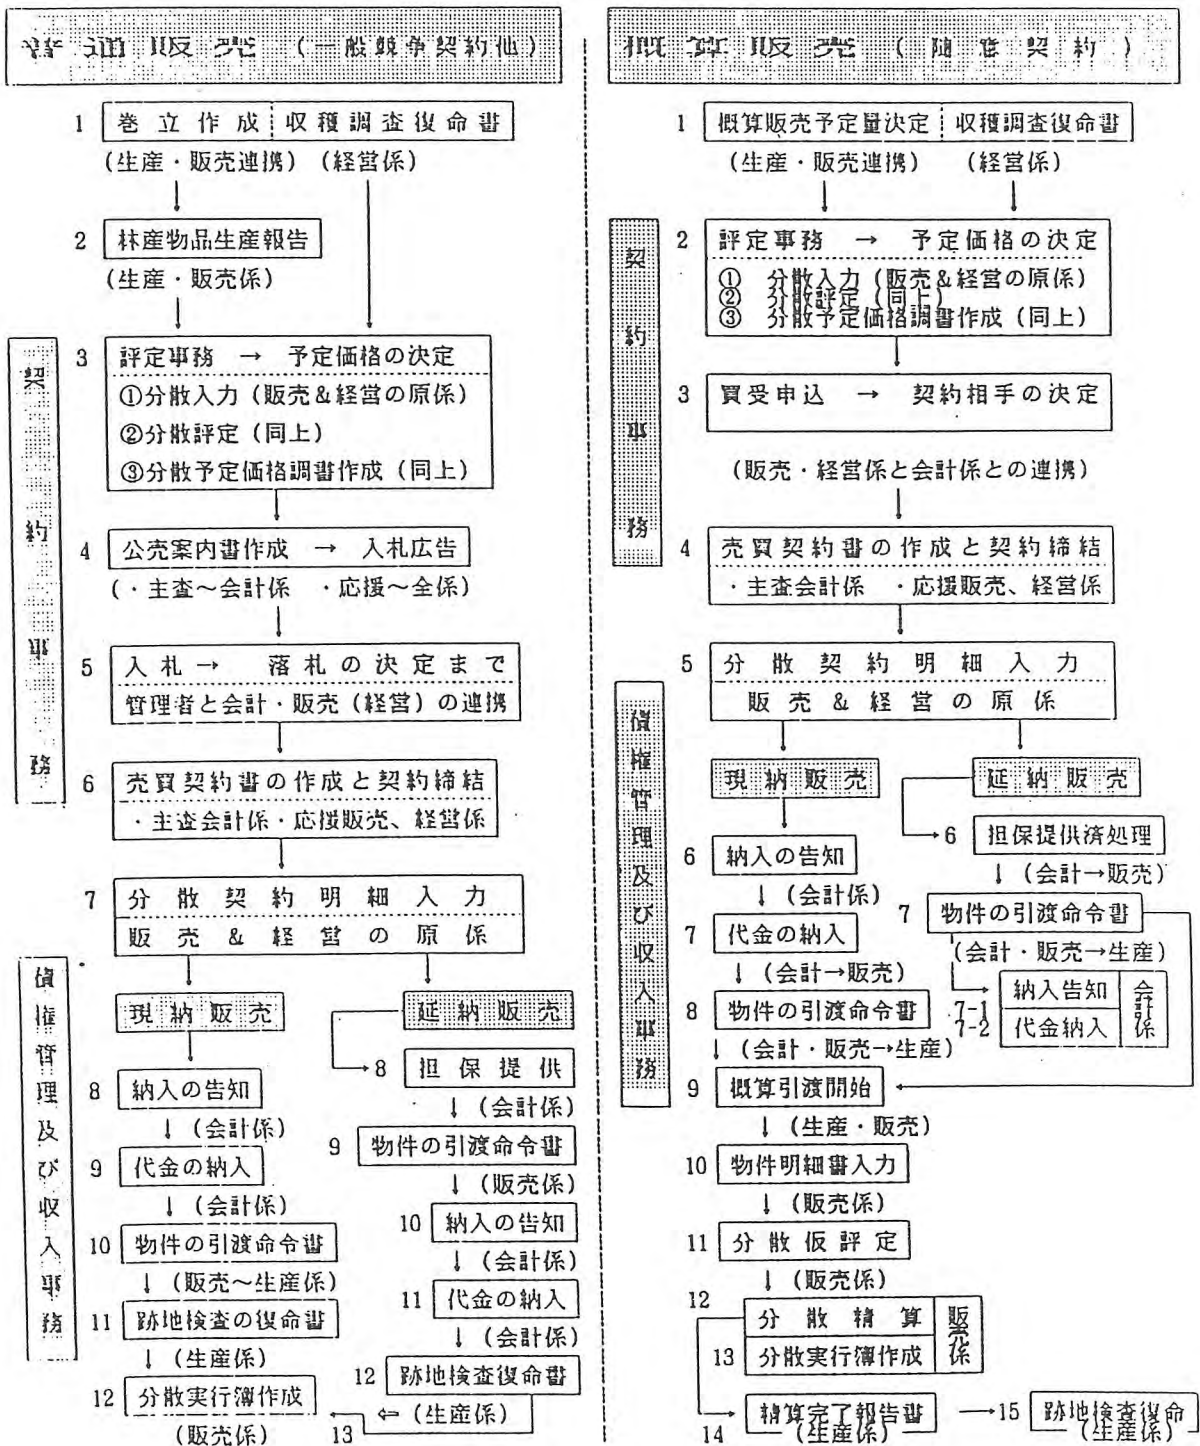 普通販売（一般競争契約他）
1 巻立作成 収穫調査復命書
(生産・販売連携) (経営係)
2 林産物品生産報告
(生産・販売係)
契約事務
3 評定事務 → 予定価格の決定
①分散入力(販売&経営の原係)
②分散評定(同上)
③分散予定価格調書作成(同上)
4 公売案内書作成 → 入札広告
(・主査～会計係 ・応援～全係)
5 入札→ 落札の決定まで
管理者と会計・販売(経営)の連携
6 売買契約書の作成と契約締結
・主査会計係・応援販売、経営係
7 分散契約明細入力
販売&経営の原係
債権管理及び収入事務
現納販売
8 納入の告知
↓(会計係)
9 代金の納入
↓(会計係)
10 物件の引渡命令書
↓(販売～生産係)
11 跡地検査の復命書
↓(生産係)
12 分散実行簿作成
(販売係)
延納販売
8 担保提供
↓(会計係)
9 物件の引渡命令書
↓(販売係)
10 納入の告知
↓(会計係)
11 代金の納入
↓(会計係)
12 跡地検査復命書
⇐(生産係)
13
概算販売（随意契約）
1 概算販売予定量決定 収穫調査復命書
(生産・販売連携) (経営係)
契約事務
2 評定事務 → 予定価格の決定
① 分散入力(販売&経営の原係)
② 分散評定(同上)
③ 分散予定価格調書作成(同上)
3 買受申込 → 契約相手の決定
(販売・経営係と会計係との連携)
4 売買契約書の作成と契約締結
・主査会計係 ・応援販売、経営係
5 分散契約明細入力
販売&経営の原係
債権管理及び収入事務
現納販売
6 納入の告知
↓(会計係)
7 代金の納入
↓(会計→販売)
8 物件の引渡命令書
↓(会計・販売→生産)
延納販売
6 担保提供済処理
↓(会計→販売)
7 物件の引渡命令書
(会計・販売→生産)
7-1 納入告知
7-2 代金納入
会計係
9 概算引渡開始
↓(生産・販売)
10 物件明細書入力
↓(販売係)
11 分散仮評定
↓(販売係)
12 分散精算
13 分散実行簿作成
販売係
14 精算完了報告書
(生産係)
→15 跡地検査復命
(生産係)